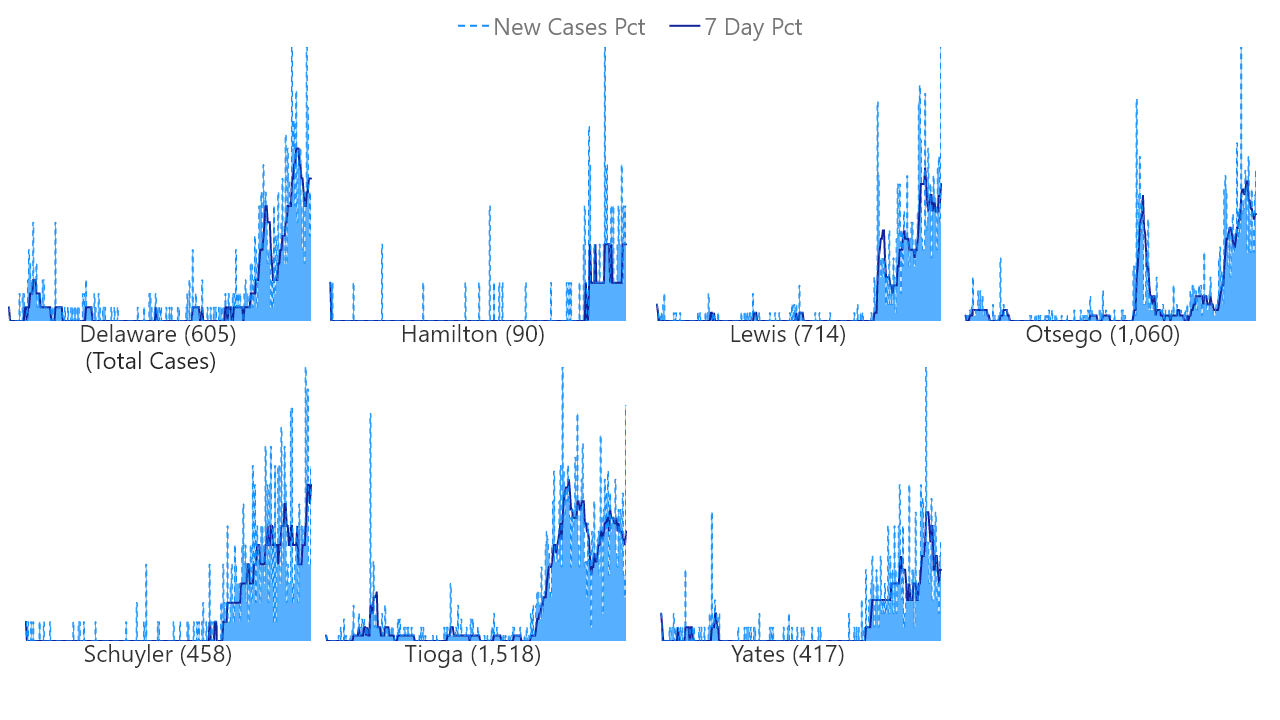 New Cases Pct 7 Day Pct
Delaware (605) Hamilton (90) Lewis (714) Otsego (1,060)
(Total Cases)
Schuyler (458) Tioga (1,518) Yates (417)